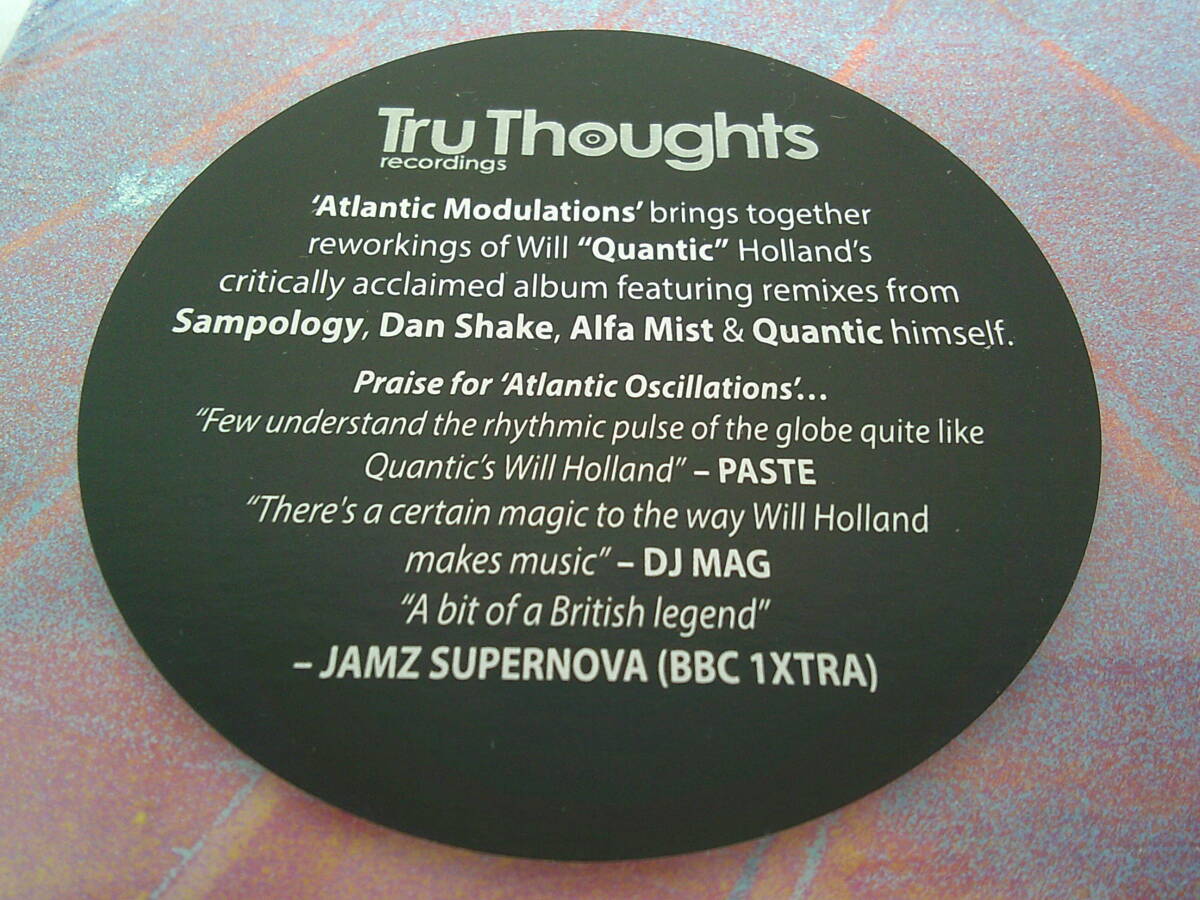 Tru Thoughts
recordings
‘Atlantic Modulations’ brings together
reworkings of Will “Quantic” Holland’s
critically acclaimed album featuring remixes from
Sampology, Dan Shake, Alfa Mist & Quantic himself.
Praise for ‘Atlantic Oscillations’...
“Few understand the rhythmic pulse of the globe quite like
Quantic’s Will Holland” – PASTE
“There's a certain magic to the way Will Holland
makes music” – DJ MAG
“A bit of a British legend”
– JAMZ SUPERNOVA (BBC 1XTRA)